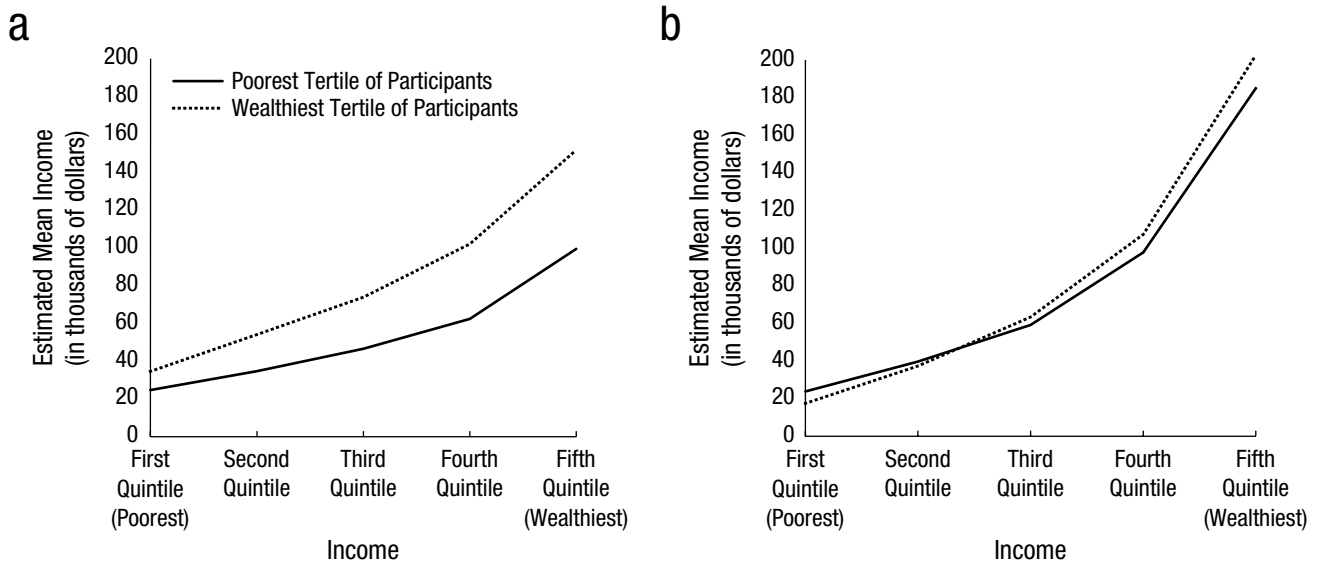 a
Estimated Mean Income
(in thousands of dollars)
200
180
160
140
120
100
80
60
40
20
0
Poorest Tertile of Participants
Wealthiest Tertile of Participants
First
Quintile
(Poorest)
Second
Quintile
Third
Quintile
Fourth
Quintile
Fifth
Quintile
(Wealthiest)
Income
b
Estimated Mean Income
(in thousands of dollars)
200
180
160
140
120
100
80
60
40
20
0
First
Quintile
(Poorest)
Second
Quintile
Third
Quintile
Fourth
Quintile
Fifth
Quintile
(Wealthiest)
Income